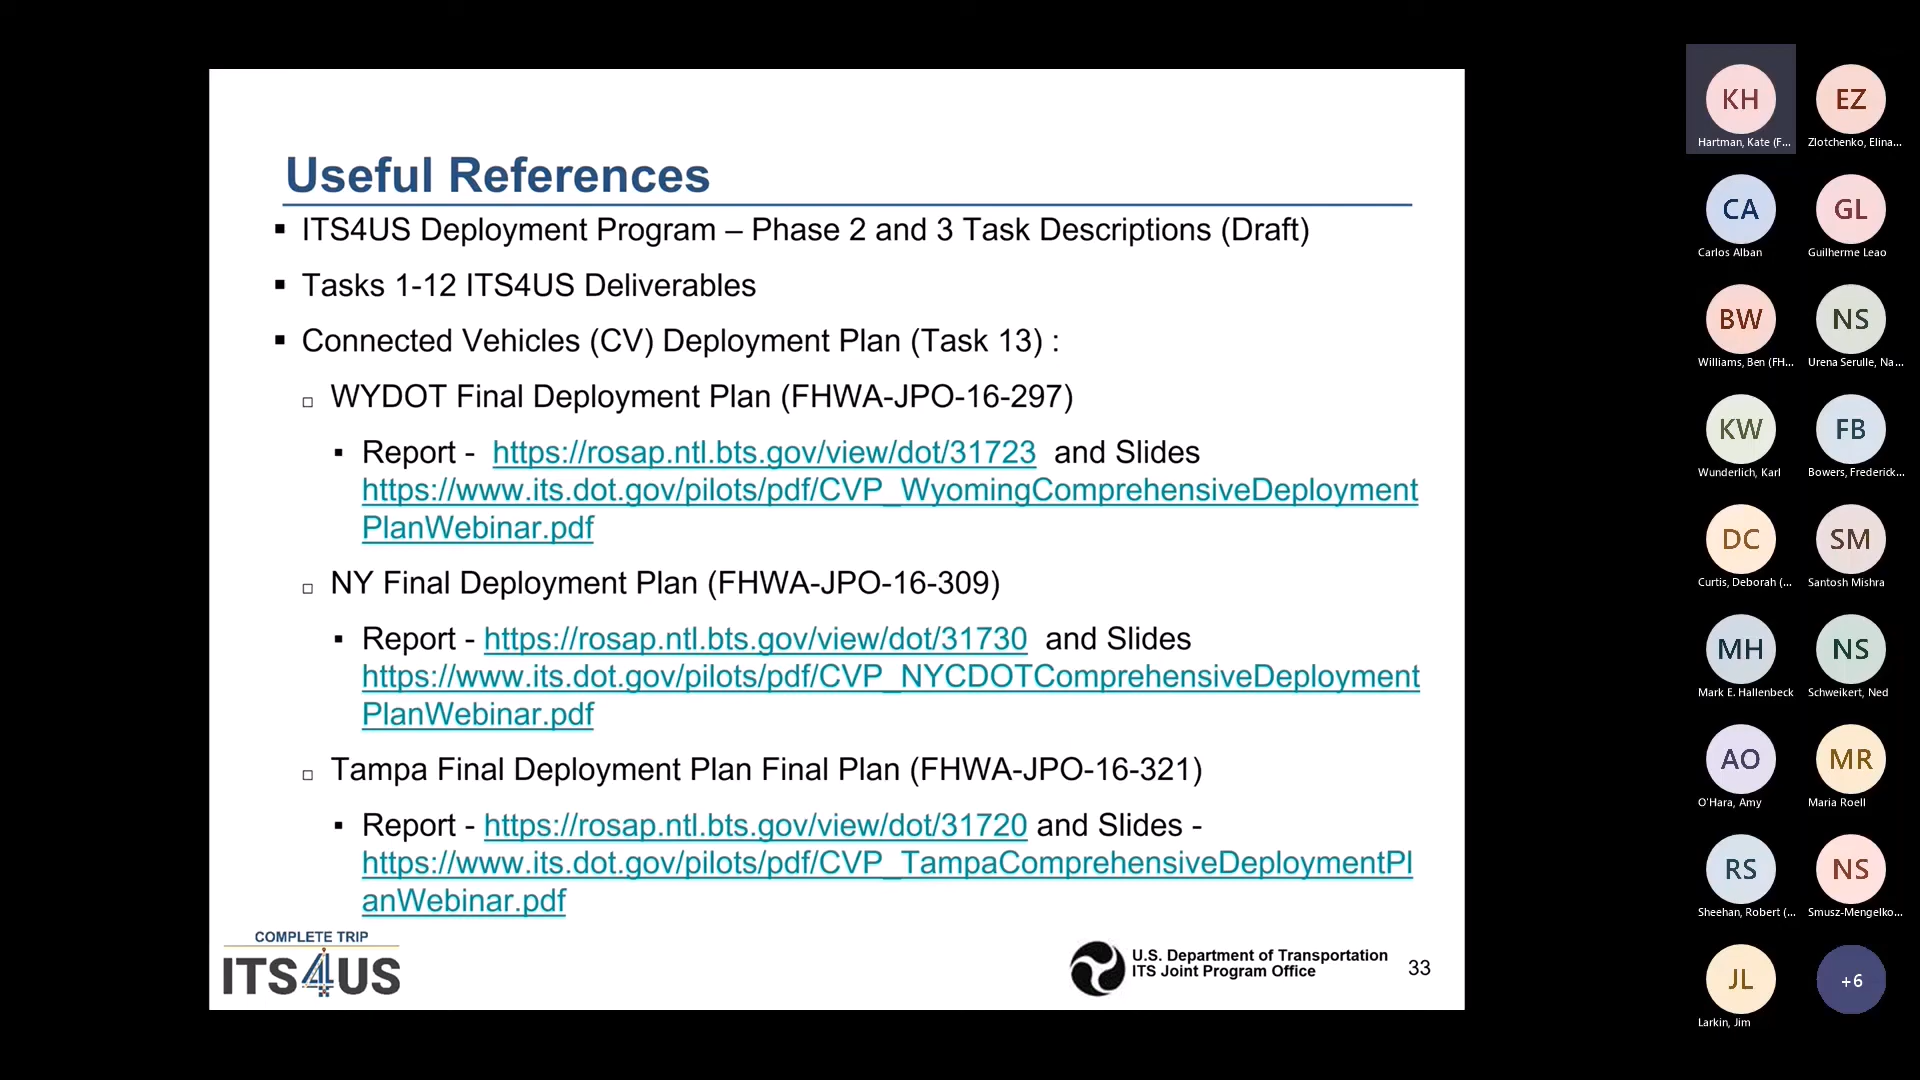 Useful References
▪ ITS4US Deployment Program – Phase 2 and 3 Task Descriptions (Draft)
▪ Tasks 1-12 ITS4US Deliverables
▪ Connected Vehicles (CV) Deployment Plan (Task 13) :
□ WYDOT Final Deployment Plan (FHWA-JPO-16-297)
▪ Report - https://rosap.ntl.bts.gov/view/dot/31723 and Slides
https://www.its.dot.gov/pilots/pdf/CVP_WyomingComprehensiveDeployment
PlanWebinar.pdf
□ NY Final Deployment Plan (FHWA-JPO-16-309)
▪ Report - https://rosap.ntl.bts.gov/view/dot/31730 and Slides
https://www.its.dot.gov/pilots/pdf/CVP_NYCDOTComprehensiveDeployment
PlanWebinar.pdf
□ Tampa Final Deployment Plan Final Plan (FHWA-JPO-16-321)
▪ Report - https://rosap.ntl.bts.gov/view/dot/31720 and Slides -
https://www.its.dot.gov/pilots/pdf/CVP_TampaComprehensiveDeploymentPl
anWebinar.pdf
COMPLETE TRIP
ITS4US
U.S. Department of Transportation
ITS Joint Program Office
33
KH EZ
Hartman, Kate (F... Zlotchenko, Elina...
CA GL
Carlos Alban Guilherme Leao
BW NS
Williams, Ben (FH... Urena Serulle, Na...
KW FB
Wunderlich, Karl Bowers, Frederick...
DC SM
Curtis, Deborah (... Santosh Mishra
MH NS
Mark E. Hallenbeck Schweikert, Ned
AO MR
O'Hara, Amy Maria Roell
RS NS
Sheehan, Robert (... Smusz-Mengelko...
JL +6
Larkin, Jim